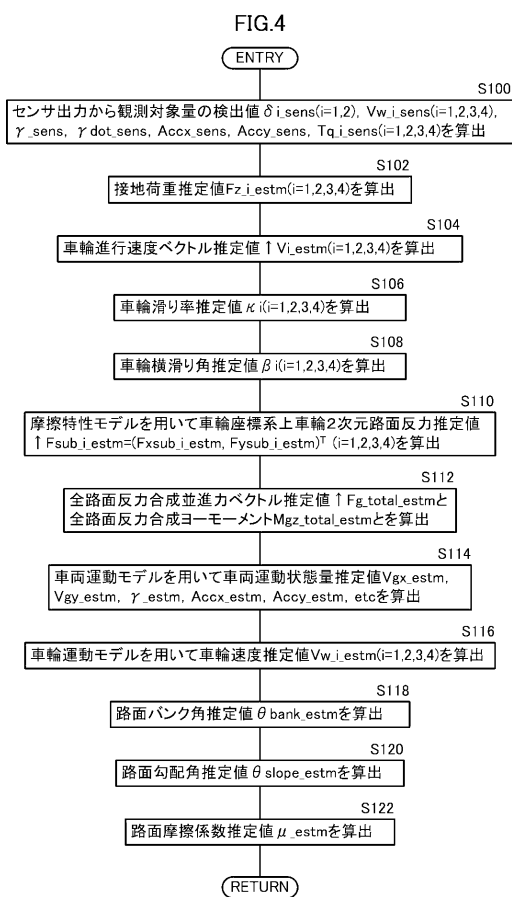 FIG.4
ENTRY
S100
センサ出力から観測対象量の検出値δi_sens(i=1,2), Vw_i_sens(i=1,2,3,4),
γ_sens, γdot_sens, Accx_sens, Accy_sens, Tq_i_sens(i=1,2,3,4)を算出
S102
接地荷重推定値Fz_i_estm(i=1,2,3,4)を算出
S104
車輪進行速度ベクトル推定値↑Vi_estm(i=1,2,3,4)を算出
S106
車輪滑り率推定値κi(i=1,2,3,4)を算出
S108
車輪横滑り角推定値βi(i=1,2,3,4)を算出
S110
摩擦特性モデルを用いて車輪座標系上車輪2次元路面反力推定値
↑Fsub_i_estm=(Fxsub_i_estm, Fysub_i_estm)ᵀ (i=1,2,3,4)を算出
S112
全路面反力合成並進力ベクトル推定値↑Fg_total_estmと
全路面反力合成ヨーモーメントMgz_total_estmとを算出
S114
車両運動モデルを用いて車両運動状態量推定値Vgx_estm,
Vgy_estm, γ_estm, Accx_estm, Accy_estm, etcを算出
S116
車輪運動モデルを用いて車輪速度推定値Vw_i_estm(i=1,2,3,4)を算出
S118
路面バンク角推定値θbank_estmを算出
S120
路面勾配角推定値θslope_estmを算出
S122
路面摩擦係数推定値μ_estmを算出
RETURN